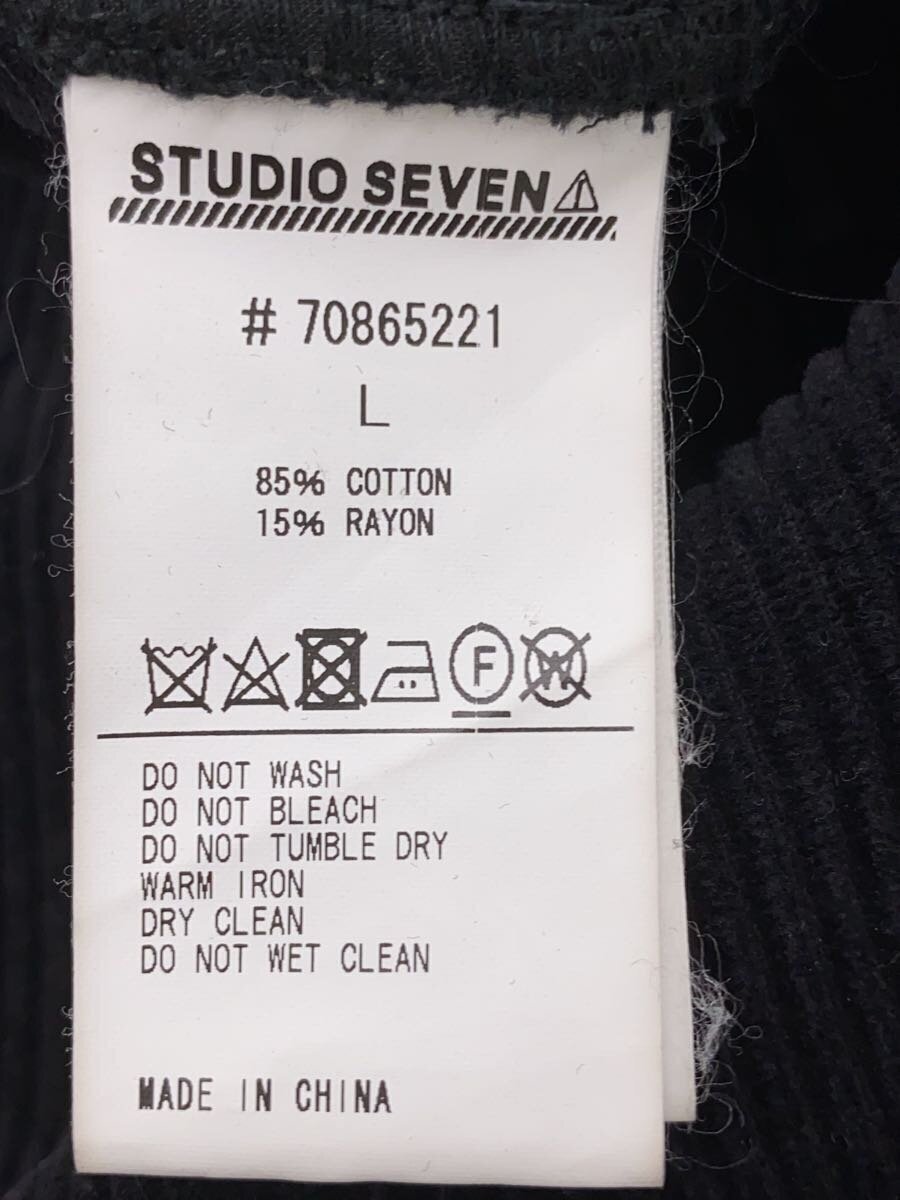 STUDIO SEVEN
# 70865221
L
85% COTTON
15% RAYON
F W
DO NOT WASH
DO NOT BLEACH
DO NOT TUMBLE DRY
WARM IRON
DRY CLEAN
DO NOT WET CLEAN
MADE IN CHINA